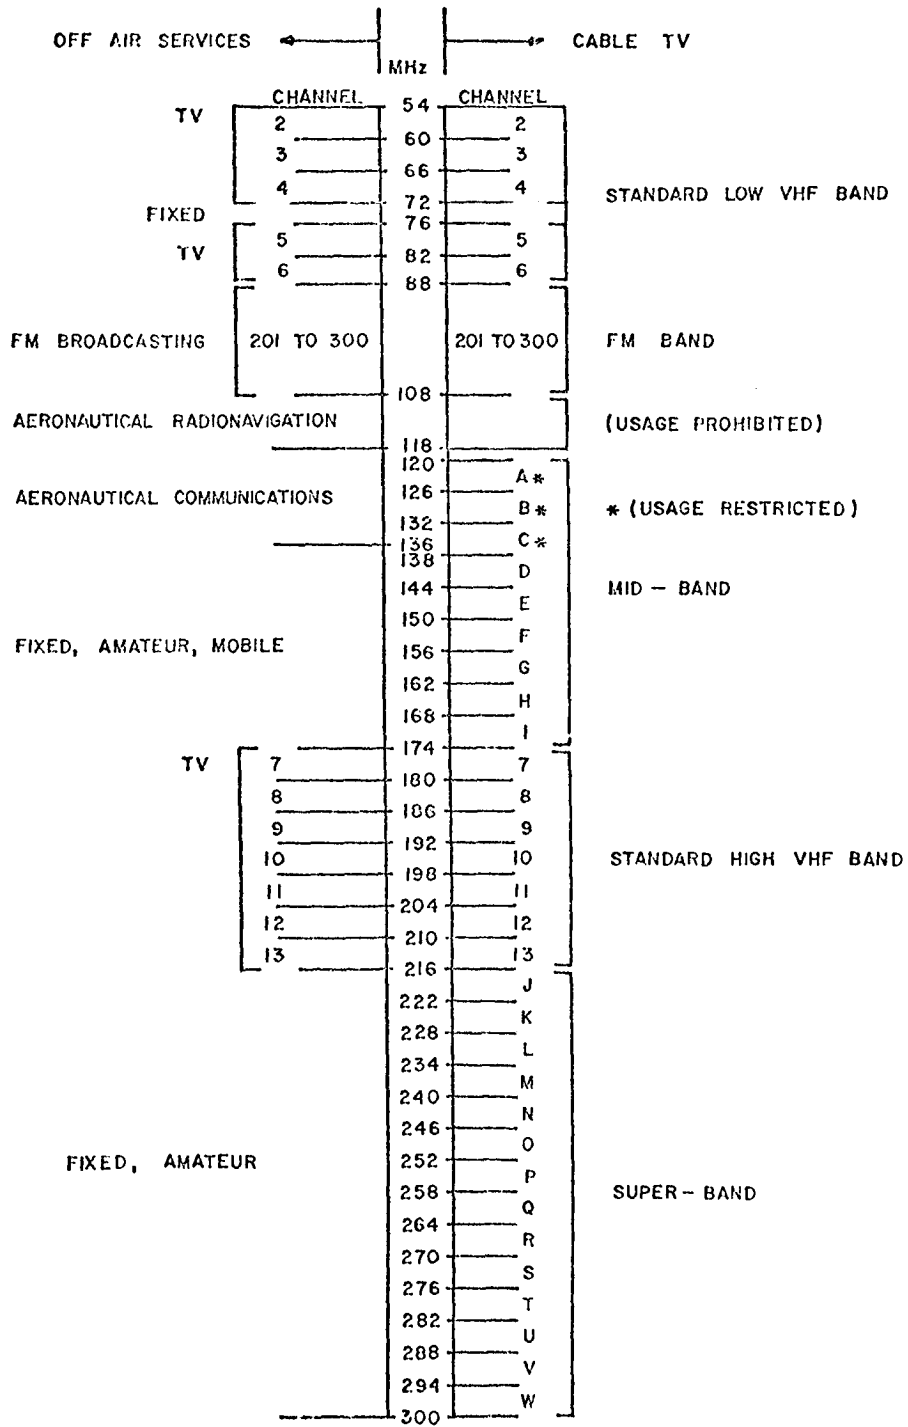 OFF AIR SERVICES CABLE TV
MHz
CHANNEL 54 CHANNEL
TV
2 2
60
3 3
66
4 4
STANDARD LOW VHF BAND
72
FIXED
76
5 5
TV 82
6 6
88
FM BROADCASTING 201 TO 300 201 TO 300 FM BAND
108
AERONAUTICAL RADIONAVIGATION (USAGE PROHIBITED)
118
120
A*
AERONAUTICAL COMMUNICATIONS 126
B* * (USAGE RESTRICTED)
132
C*
136
138
D
144 MID - BAND
E
150
F
FIXED, AMATEUR, MOBILE 156
G
162
H
168
I
174
TV 7 7
180
8 8
186
9 9
192
10 10 STANDARD HIGH VHF BAND
198
11 11
204
12 12
210
13 13
216
J
222
K
228
L
234
M
240
N
246
O
252
FIXED, AMATEUR
P
258 SUPER - BAND
Q
264
R
270
S
276
T
282
U
288
V
294
W
300